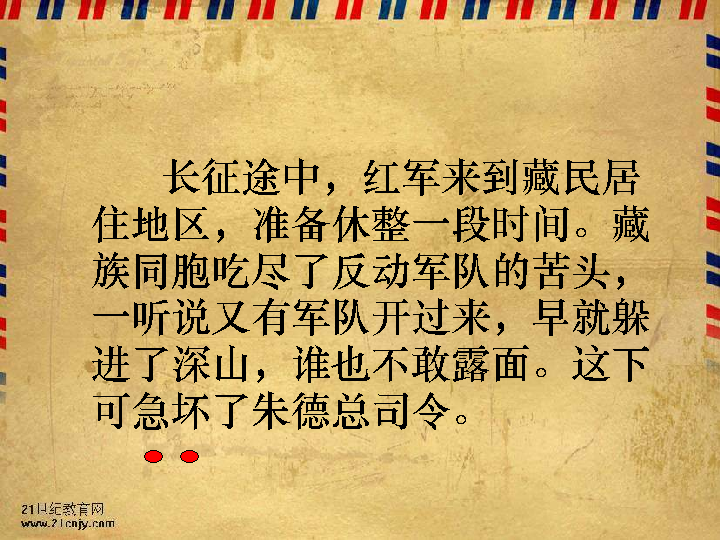 长征途中，红军来到藏民居
住地区，准备休整一段时间。藏
族同胞吃尽了反动军队的苦头，
一听说又有军队开过来，早就躲
进了深山，谁也不敢露面。这下
可急坏了朱德总司令。
21世纪教育网
www.21cnjy.com